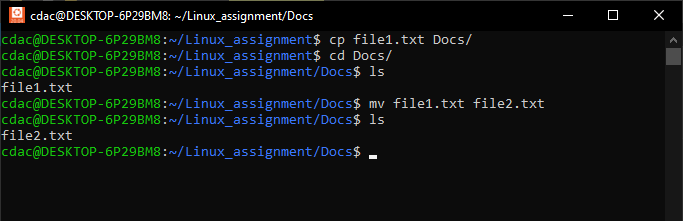 cdac@DESKTOP-6P29BM8: ~/Linux_assignment/Docs
cdac@DESKTOP-6P29BM8:~/Linux_assignment$ cp file1.txt Docs/
cdac@DESKTOP-6P29BM8:~/Linux_assignment$ cd Docs/
cdac@DESKTOP-6P29BM8:~/Linux_assignment/Docs$ ls
file1.txt
cdac@DESKTOP-6P29BM8:~/Linux_assignment/Docs$ mv file1.txt file2.txt
cdac@DESKTOP-6P29BM8:~/Linux_assignment/Docs$ ls
file2.txt
cdac@DESKTOP-6P29BM8:~/Linux_assignment/Docs$